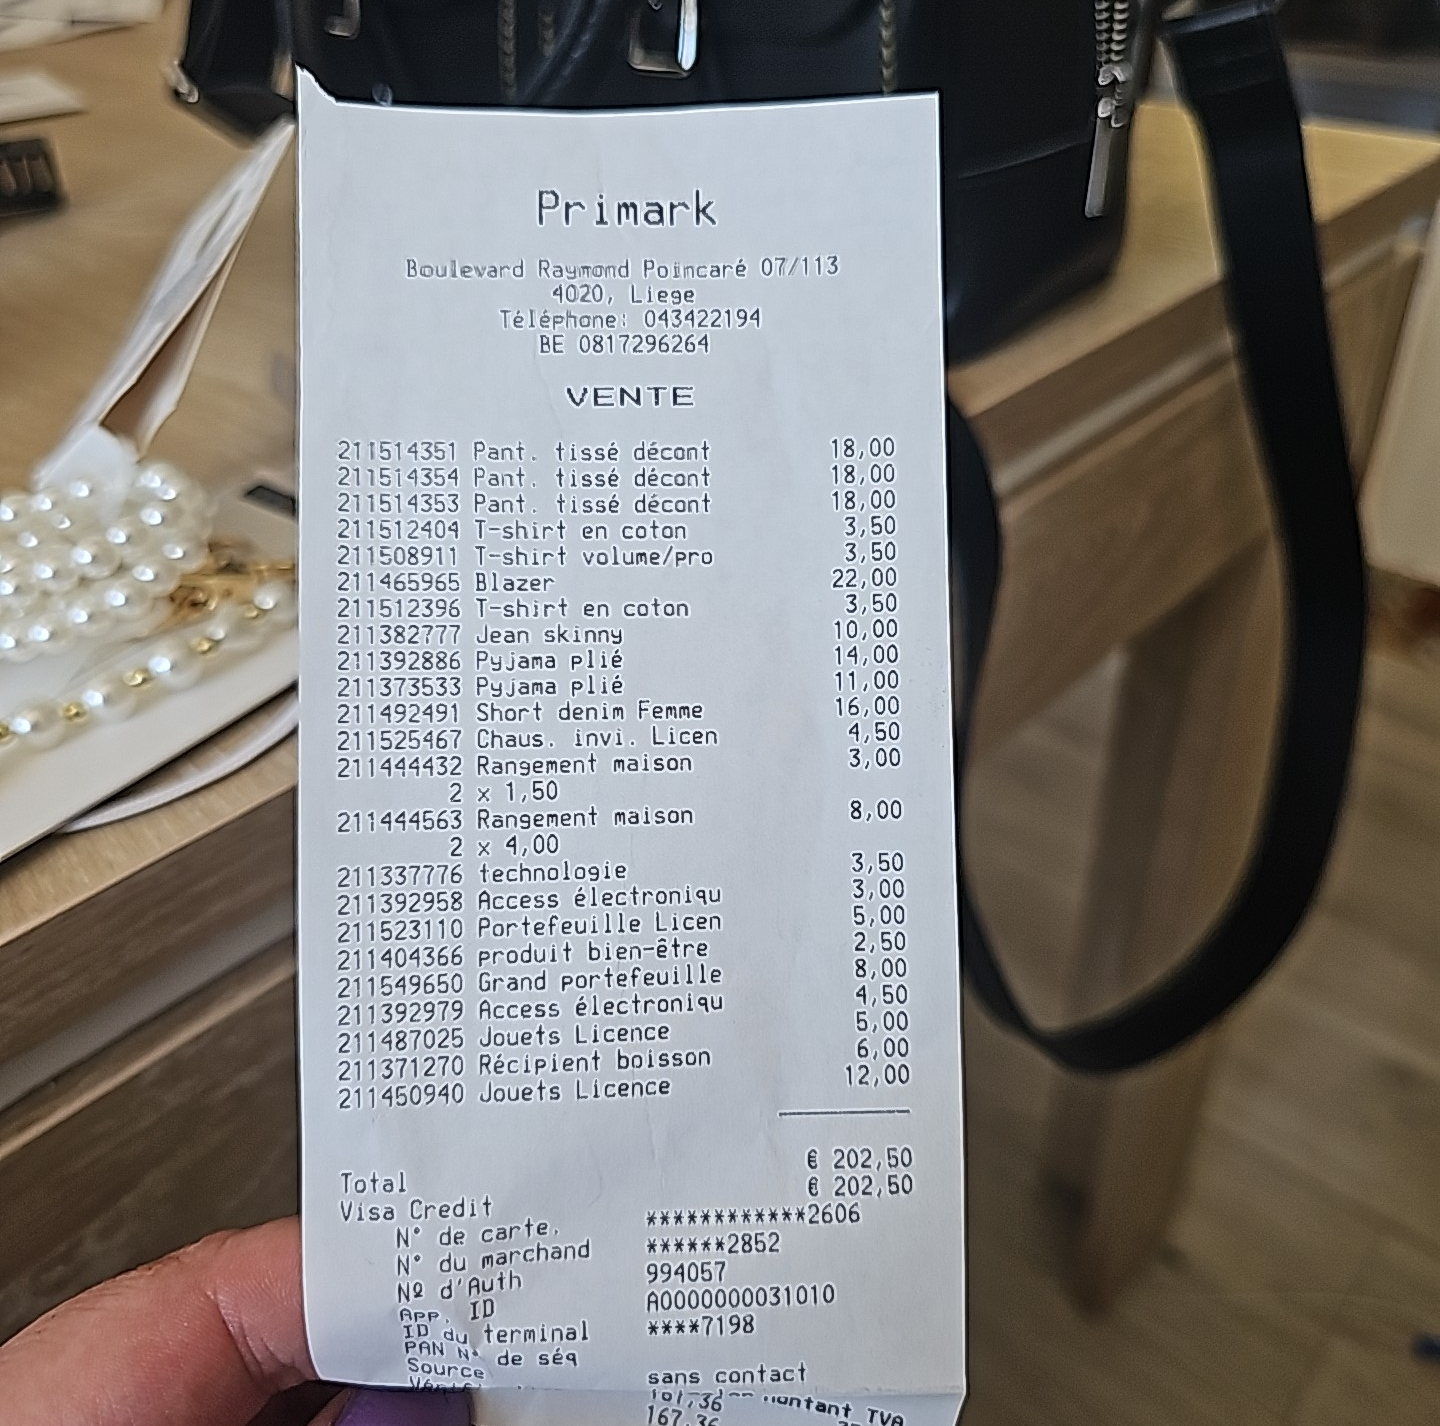 Primark
Boulevard Raymond Poincaré 07/113
4020, Liege
Téléphone: 043422194
BE 0817296264
VENTE
211514351 Pant. tissé décont 18,00
211514354 Pant. tissé décont 18,00
211514353 Pant. tissé décont 18,00
211512404 T-shirt en coton 3,50
211508911 T-shirt volume/pro 3,50
211465965 Blazer 22,00
211512396 T-shirt en coton 3,50
211382777 Jean skinny 10,00
211392886 Pyjama plié 14,00
211373533 Pyjama plié 11,00
211492491 Short denim Femme 16,00
211525467 Chaus. invi. Licen 4,50
211444432 Rangement maison 3,00
2 x 1,50
211444563 Rangement maison 8,00
2 x 4,00
211337776 technologie 3,50
211392958 Access électroniqu 3,00
211523110 Portefeuille Licen 5,00
211404366 produit bien-être 2,50
211549650 Grand portefeuille 8,00
211392979 Access électroniqu 4,50
211487025 Jouets Licence 5,00
211371270 Récipient boisson 6,00
211450940 Jouets Licence 12,00
Total € 202,50
Visa Credit € 202,50
N° de carte. ************2606
N° du marchand ******2852
Nº d'Auth 994057
App. ID A0000000031010
ID du terminal ****7198
PAN N° de séq
Source sans contact
TVA
167,36